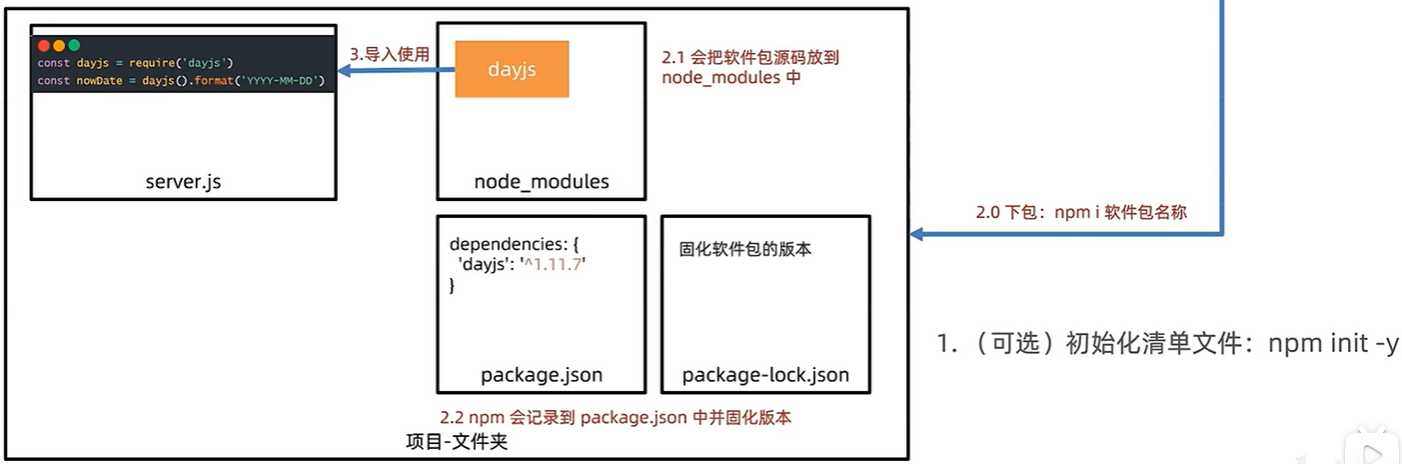 const dayjs = require('dayjs')
const nowDate = dayjs().format('YYYY-MM-DD')
server.js
3.导入使用
dayjs
node_modules
2.1 会把软件包源码放到
node_modules 中
dependencies: {
'dayjs': '^1.11.7'
}
package.json
固化软件包的版本
package-lock.json
2.2 npm 会记录到 package.json 中并固化版本
项目-文件夹
2.0 下包：npm i 软件包名称
1. （可选）初始化清单文件：npm init -y